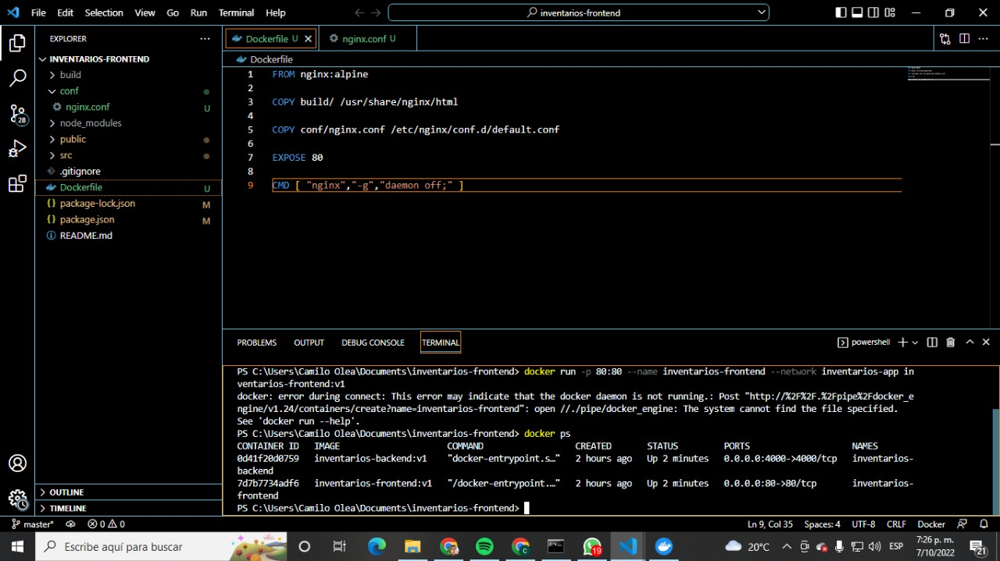 File Edit Selection View Go Run Terminal Help
inventarios-frontend
EXPLORER
Dockerfile U
nginx.conf U
INVENTARIOS-FRONTEND
Dockerfile
build
conf
nginx.conf U
node_modules
public
src
.gitignore
Dockerfile U
package-lock.json M
package.json M
README.md
28
1 FROM nginx:alpine
2
3 COPY build/ /usr/share/nginx/html
4
5 COPY conf/nginx.conf /etc/nginx/conf.d/default.conf
6
7 EXPOSE 80
8
9 CMD [ "nginx","-g","daemon off;" ]
PROBLEMS OUTPUT DEBUG CONSOLE TERMINAL
powershell
PS C:\Users\Camilo Olea\Documents\inventarios-frontend> docker run -p 80:80 --name inventarios-frontend --network inventarios-app in
ventarios-frontend:v1
docker: error during connect: This error may indicate that the docker daemon is not running.: Post "http://%2F%2F.%2Fpipe%2Fdocker_e
ngine/v1.24/containers/create?name=inventarios-frontend": open //./pipe/docker_engine: The system cannot find the file specified.
See 'docker run --help'.
PS C:\Users\Camilo Olea\Documents\inventarios-frontend> docker ps
CONTAINER ID IMAGE COMMAND CREATED STATUS PORTS NAMES
0d41f20d0759 inventarios-backend:v1 "docker-entrypoint.s…" 2 hours ago Up 2 minutes 0.0.0.0:4000->4000/tcp inventarios-
backend
7d7b7734adf6 inventarios-frontend:v1 "/docker-entrypoint.…" 2 hours ago Up 2 minutes 0.0.0.0:80->80/tcp inventarios-
frontend
PS C:\Users\Camilo Olea\Documents\inventarios-frontend>
OUTLINE
TIMELINE
master* 0 0
Ln 9, Col 35 Spaces: 4 UTF-8 CRLF Docker
Escribe aquí para buscar
19
20°C
ESP
7:26 p. m.
7/10/2022
21